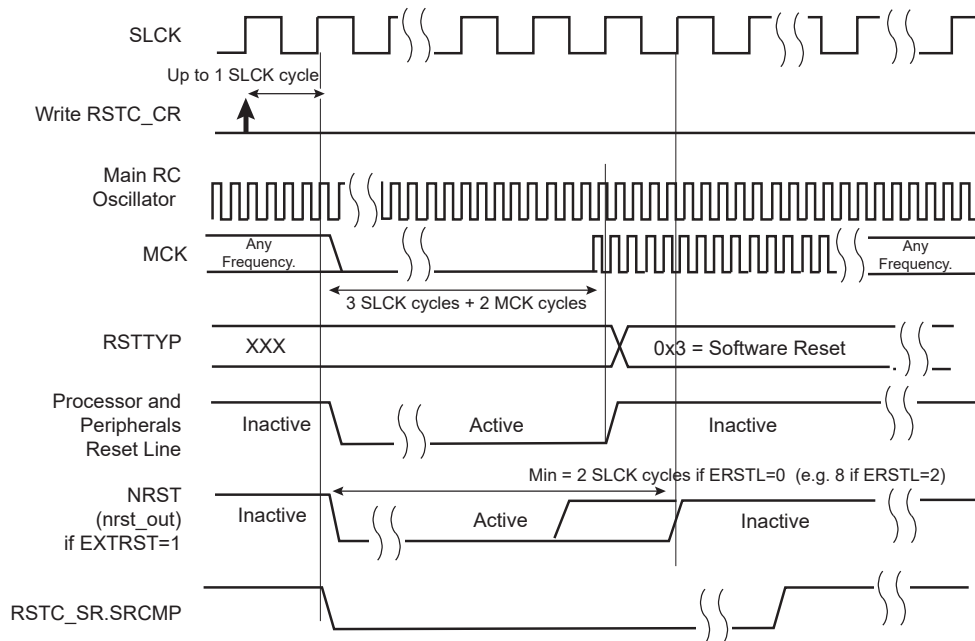 SLCK
Up to 1 SLCK cycle
Write RSTC_CR
Main RC
Oscillator
MCK
Any
Frequency.
Any
Frequency.
3 SLCK cycles + 2 MCK cycles
RSTTYP
XXX
0x3 = Software Reset
Processor and
Peripherals
Reset Line
Inactive
Active
Inactive
Min = 2 SLCK cycles if ERSTL=0 (e.g. 8 if ERSTL=2)
NRST
(nrst_out)
if EXTRST=1
Inactive
Active
Inactive
RSTC_SR.SRCMP